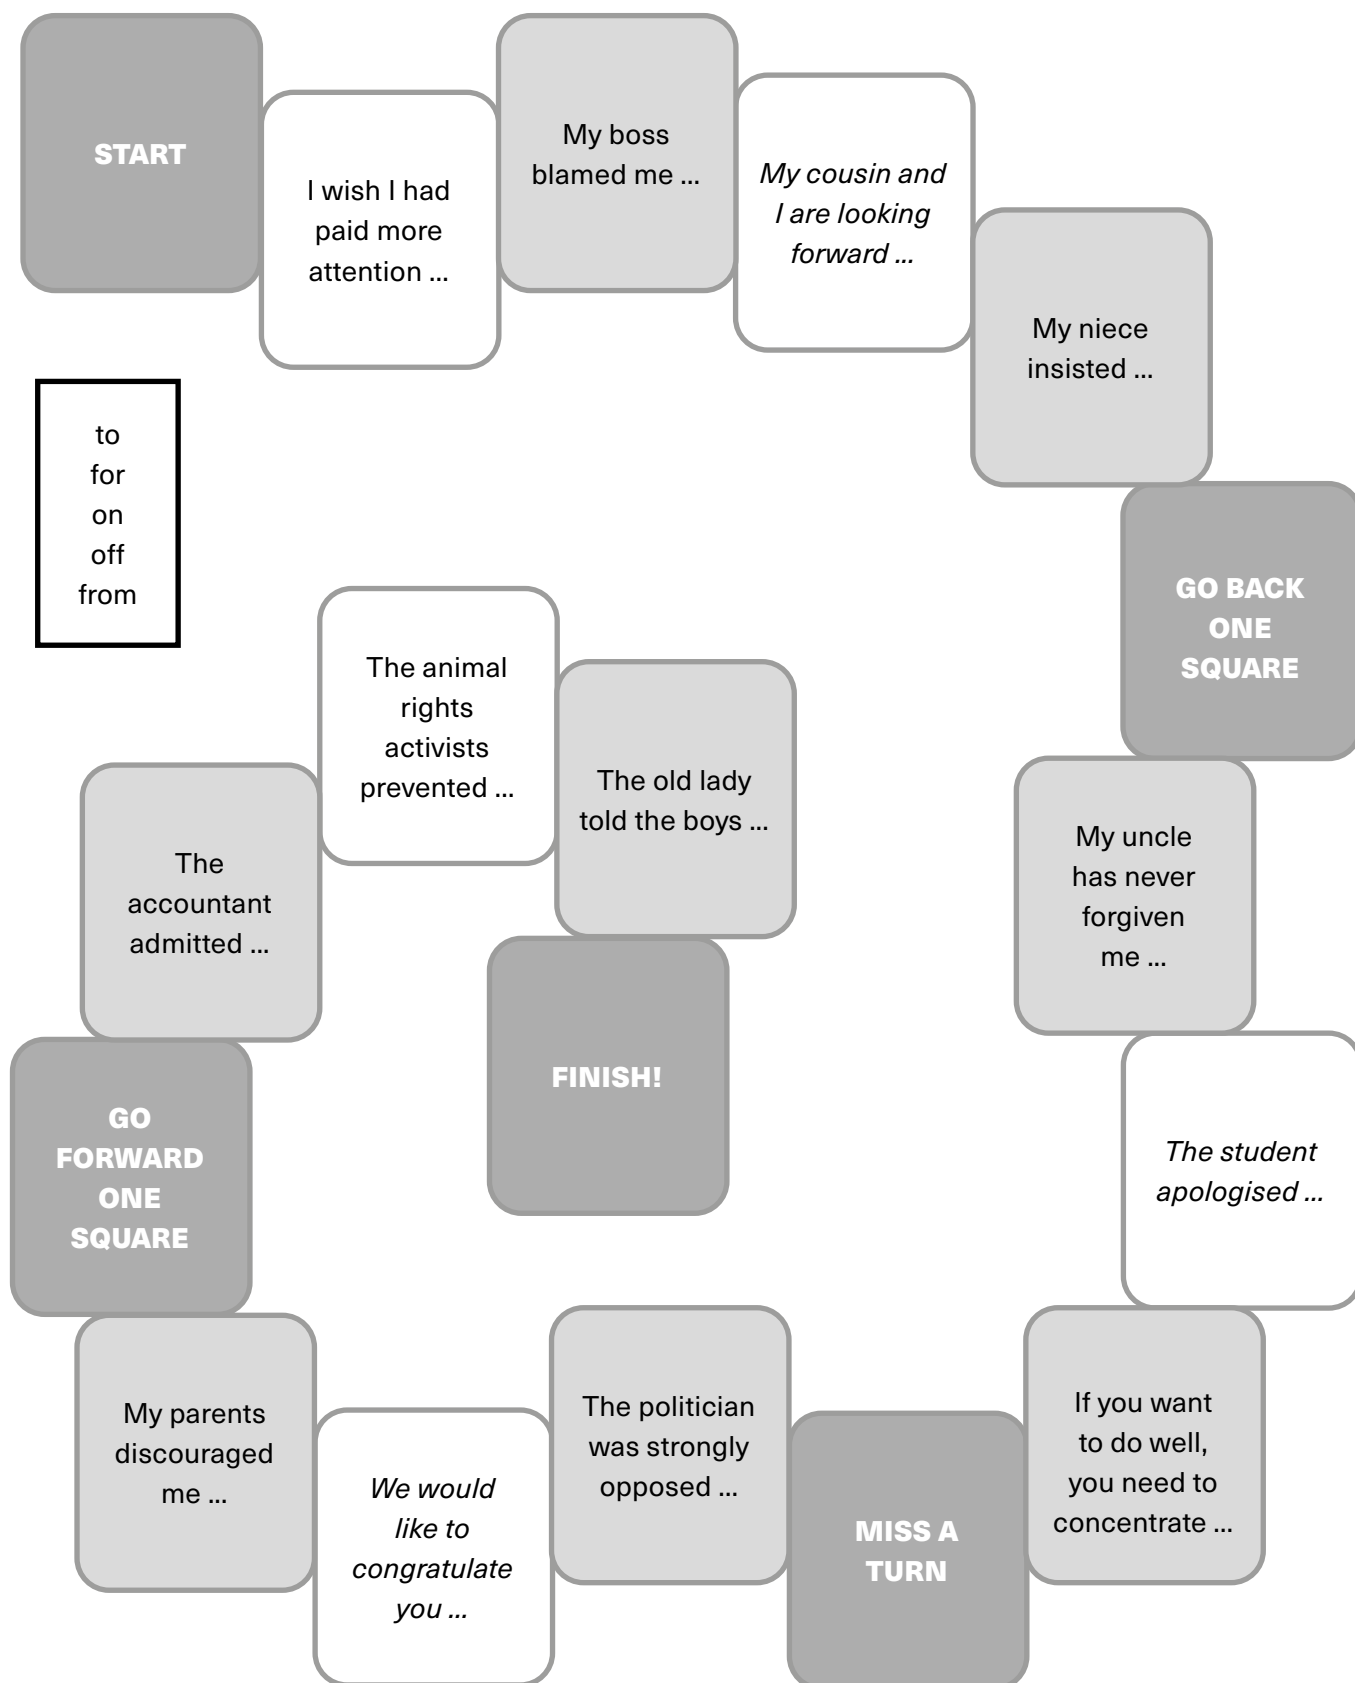 START
I wish I had
paid more
attention ...
My boss
blamed me ...
My cousin and
I are looking
forward ...
My niece
insisted ...
GO BACK
ONE
SQUARE
My uncle
has never
forgiven
me ...
The student
apologised ...
If you want
to do well,
you need to
concentrate ...
MISS A
TURN
The politician
was strongly
opposed ...
We would
like to
congratulate
you ...
My parents
discouraged
me ...
GO
FORWARD
ONE
SQUARE
The
accountant
admitted ...
The animal
rights
activists
prevented ...
The old lady
told the boys ...
FINISH!
to
for
on
off
from